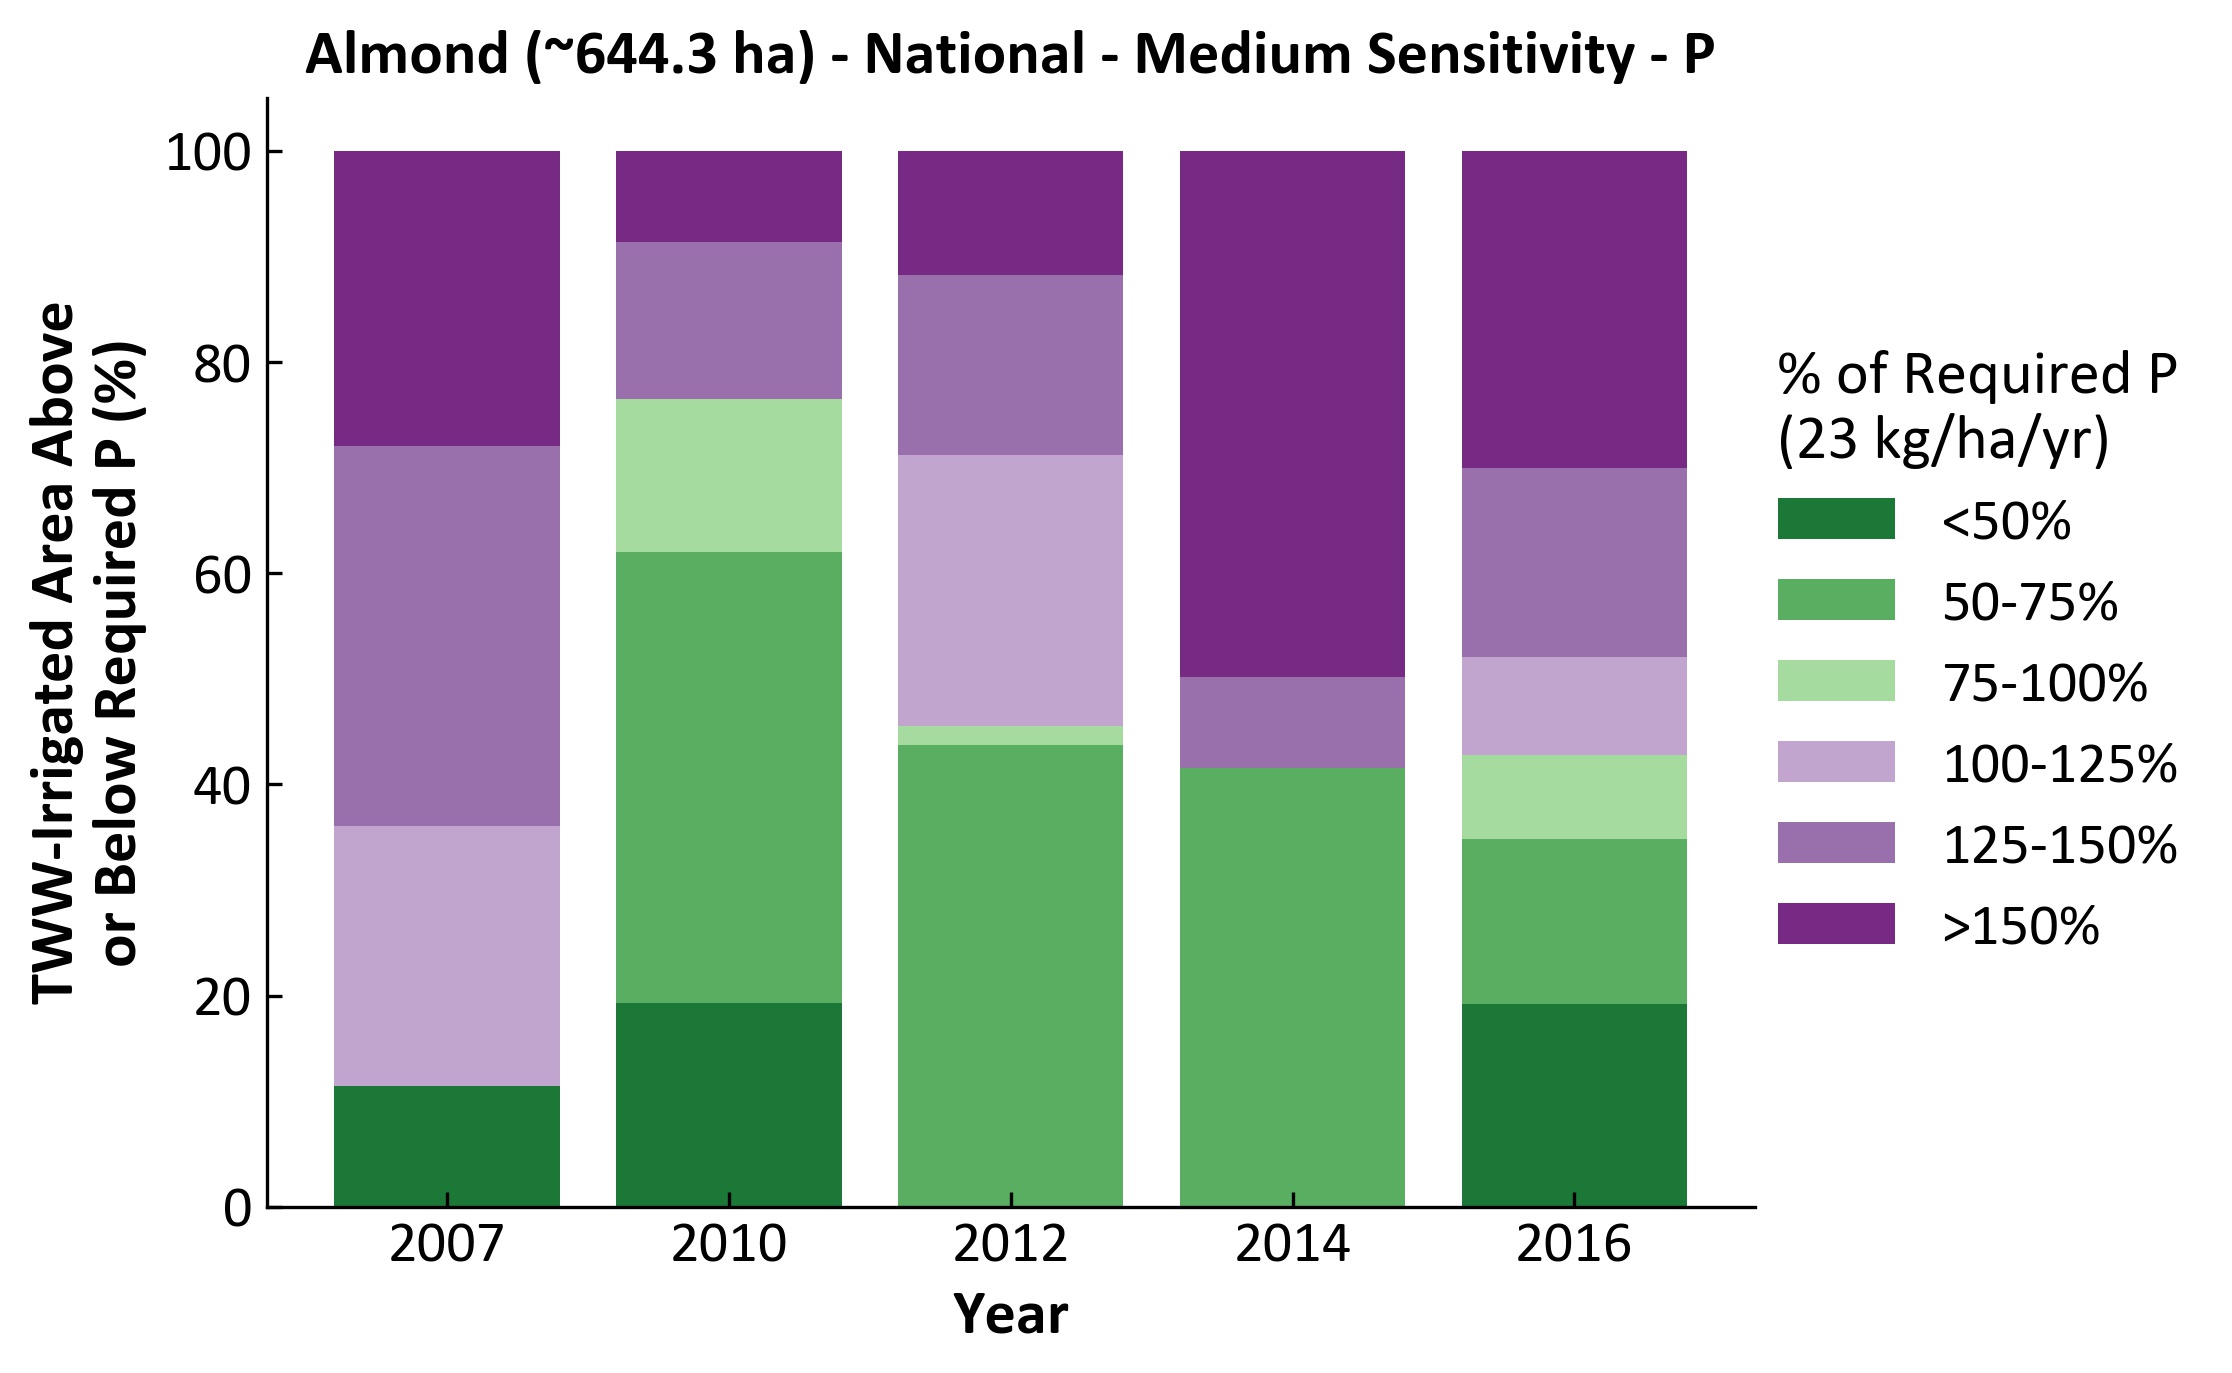 Almond (~644.3 ha) - National - Medium Sensitivity - P
TWW-Irrigated Area Above
or Below Required P (%)
100
80
60
40
20
0
2007
2010
2012
2014
2016
Year
% of Required P
(23 kg/ha/yr)
<50%
50-75%
75-100%
100-125%
125-150%
>150%